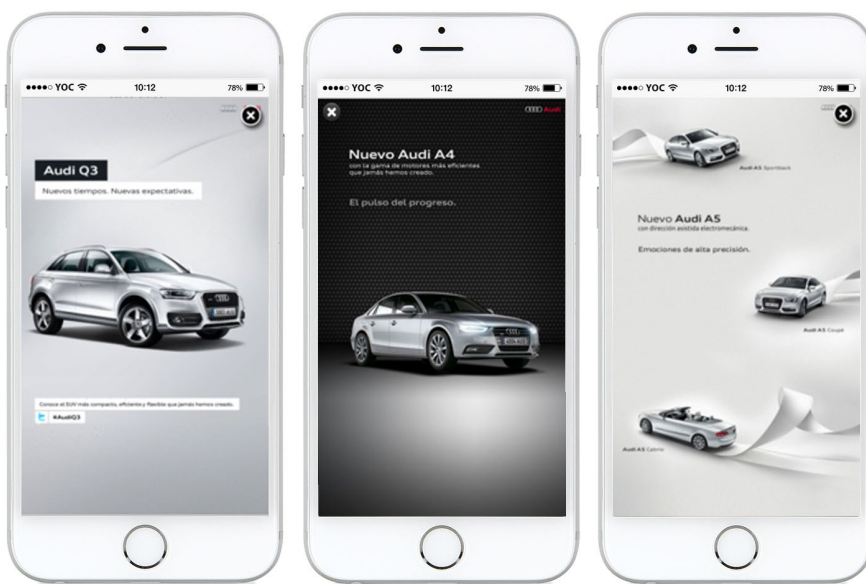 YOC
10:12
78%
Audi Q3
Nuevos tiempos. Nuevas expectativas.
Conoce el SUV más compacto, eficiente y flexible que jamás hemos creado.
#AudiQ3
YOC
10:12
78%
Audi
Nuevo Audi A4
con la gama de motores más eficientes
que jamás hemos creado.
El pulso del progreso.
YOC
10:12
78%
Audi A5 Sportback
Nuevo Audi A5
con dirección asistida electromecánica.
Emociones de alta precisión.
Audi A5 Coupé
Audi A5 Cabrio